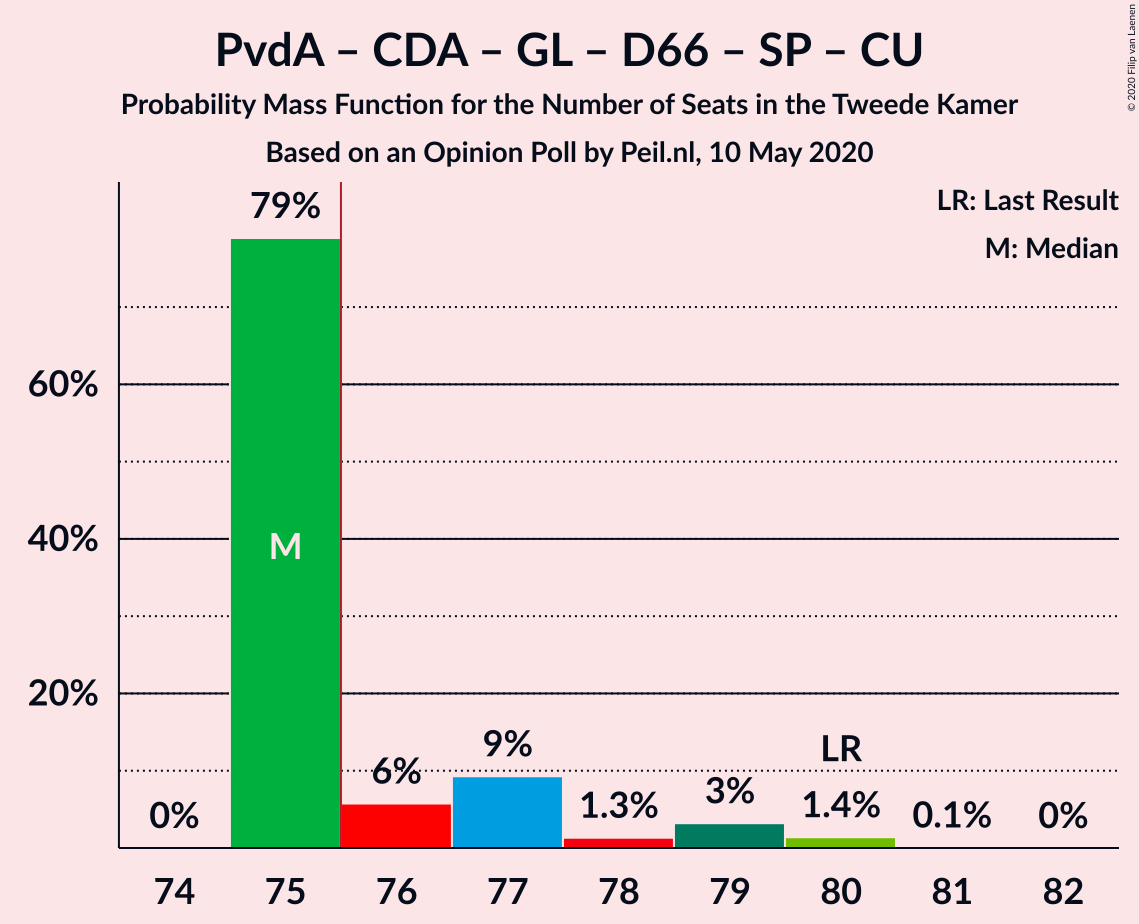 PvdA – CDA – GL – D66 – SP – CU
Probability Mass Function for the Number of Seats in the Tweede Kamer
Based on an Opinion Poll by Peil.nl, 10 May 2020
© 2020 Filip van Laenen
LR: Last Result
M: Median
60%
40%
20%
0%
79%
M
6%
9%
1.3%
3%
LR
1.4%
0.1%
0%
74 75 76 77 78 79 80 81 82